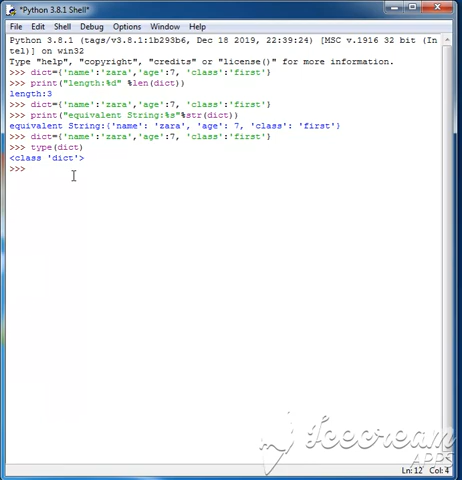 *Python 3.8.1 Shell*
File Edit Shell Debug Options Window Help
Python 3.8.1 (tags/v3.8.1:1b293b6, Dec 18 2019, 22:39:24) [MSC v.1916 32 bit (In
tel)] on win32
Type "help", "copyright", "credits" or "license()" for more information.
>>> dict={'name':'zara','age':7, 'class':'first'}
>>> print("length:%d" %len(dict))
length:3
>>> dict={'name':'zara','age':7, 'class':'first'}
>>> print("equivalent String:%s"%str(dict))
equivalent String:{'name': 'zara', 'age': 7, 'class': 'first'}
>>> dict={'name':'zara','age':7, 'class':'first'}
>>> type(dict)
<class 'dict'>
>>>
Icecream
APPS
Ln: 12 Col: 4